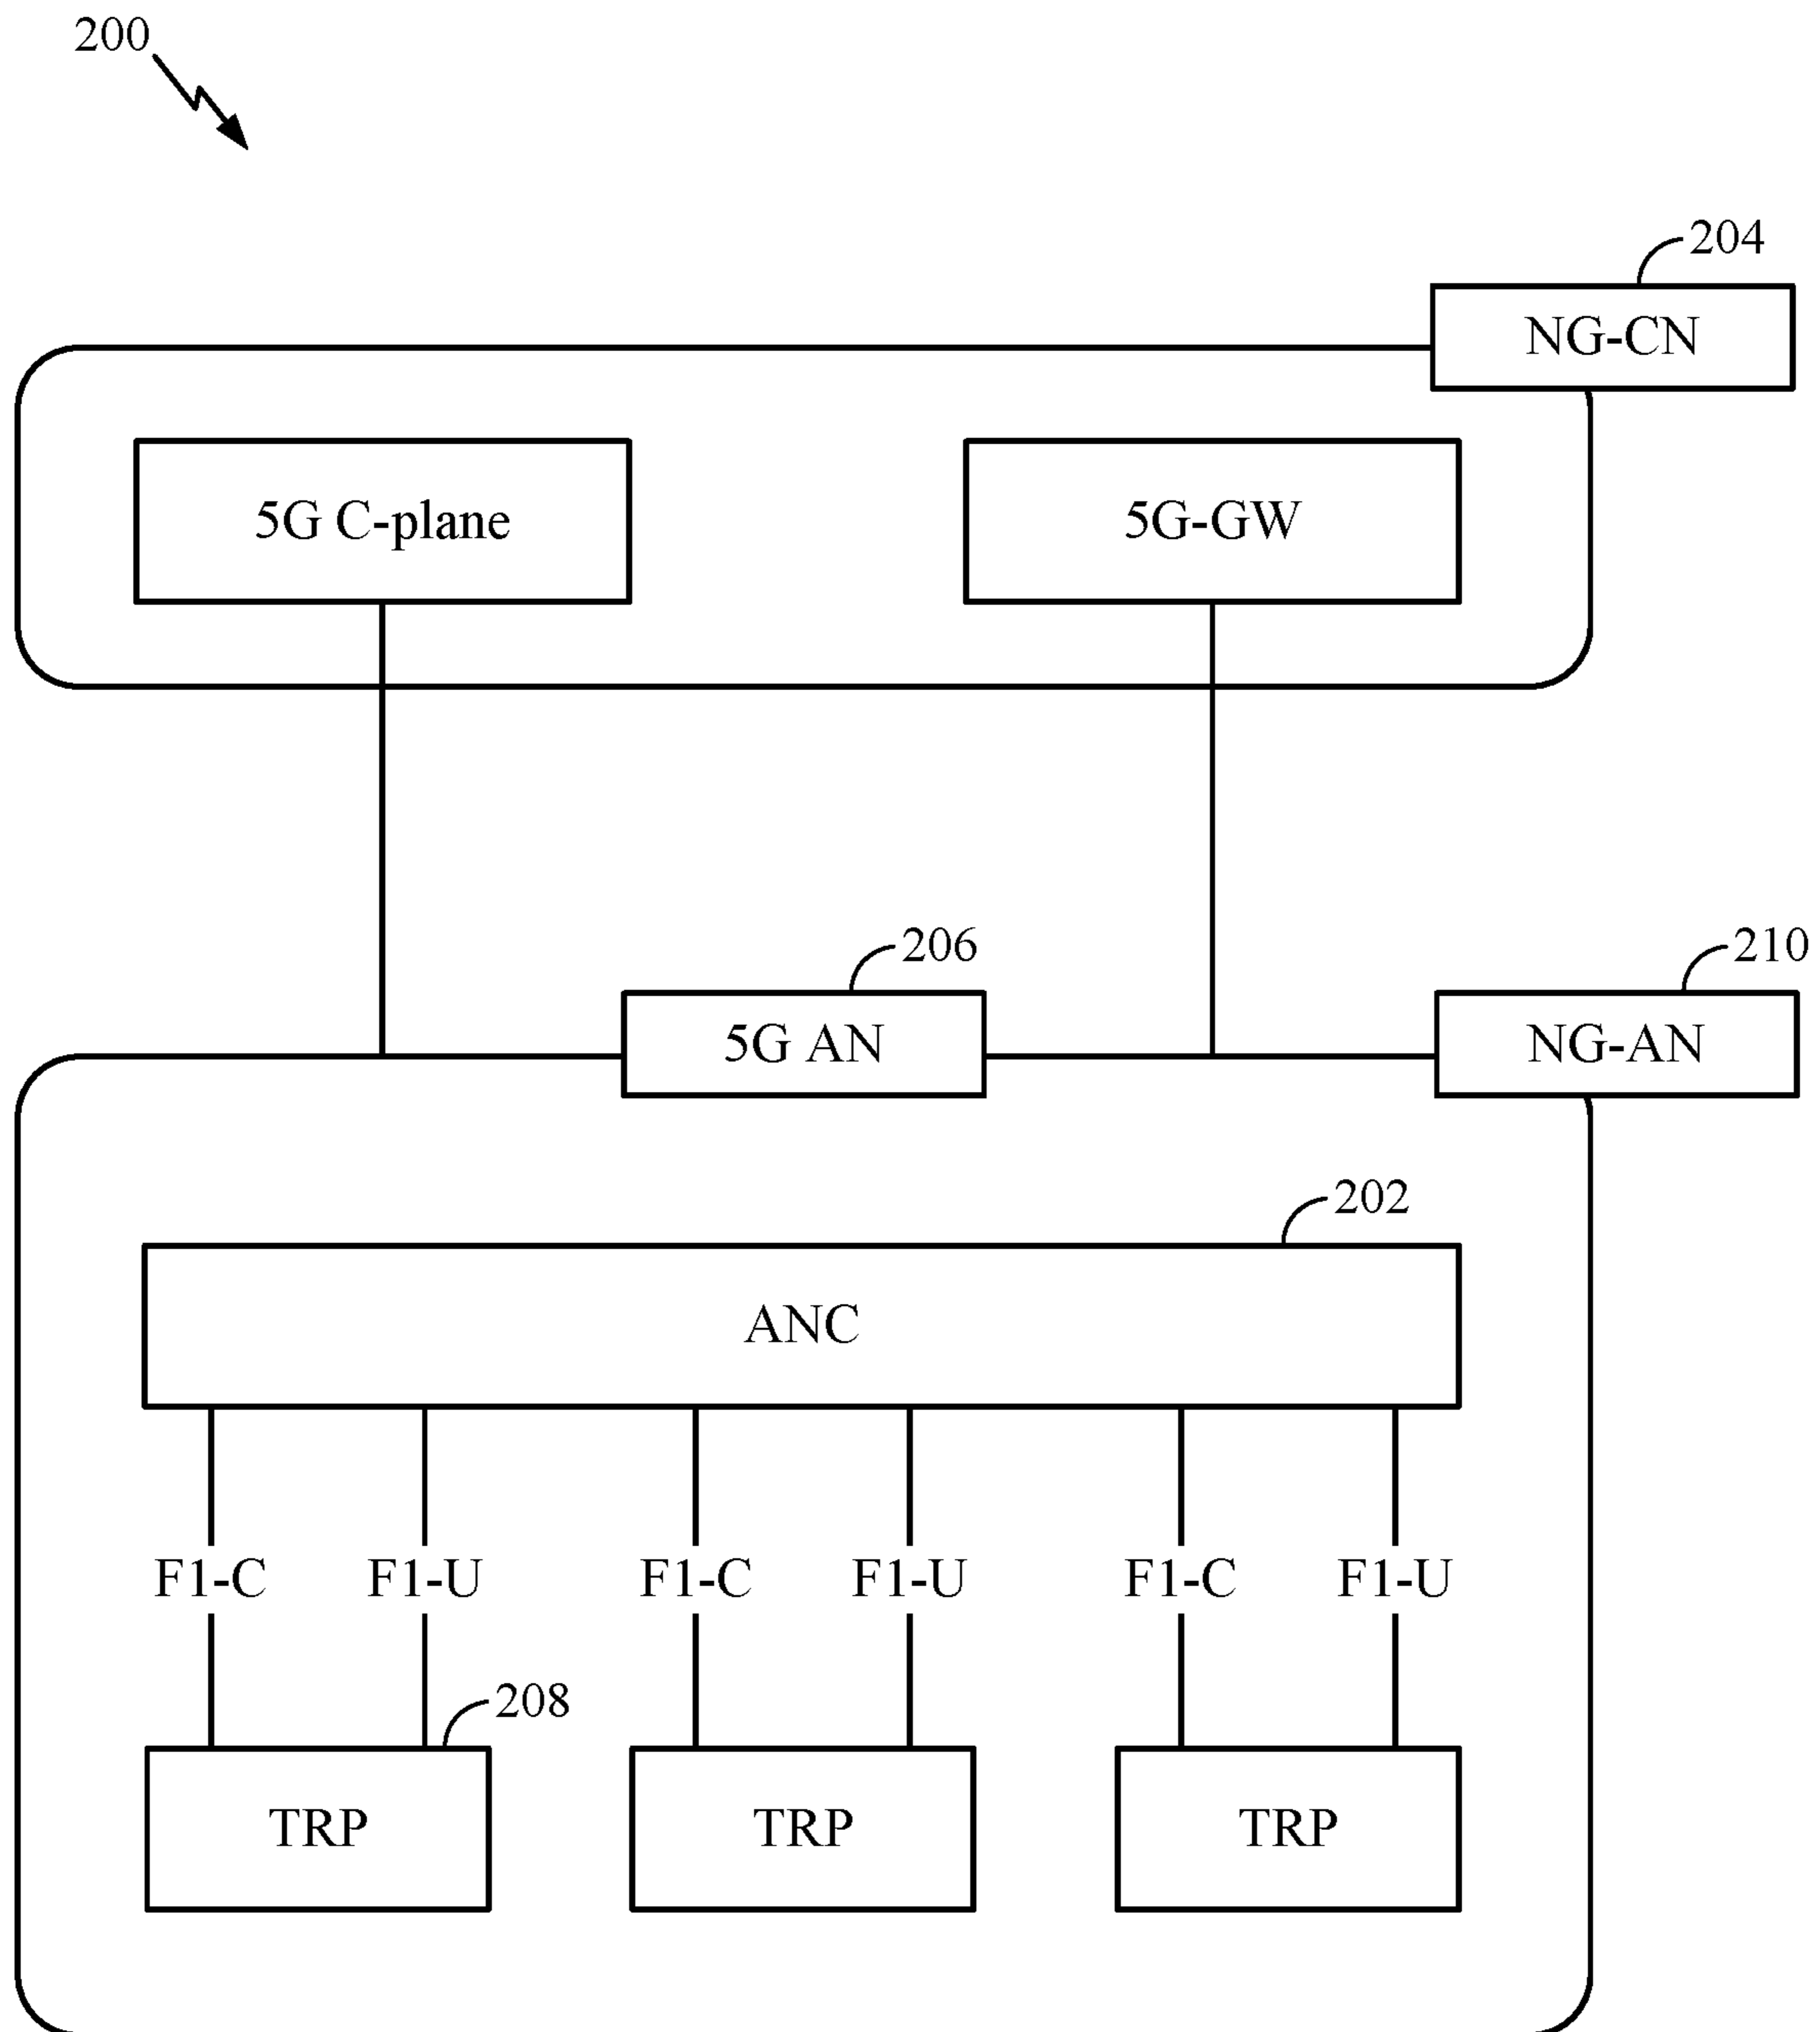 200
204
NG-CN
5G C-plane
5G-GW
206
210
5G AN
NG-AN
202
ANC
F1-C
F1-U
F1-C
F1-U
F1-C
F1-U
208
TRP
TRP
TRP